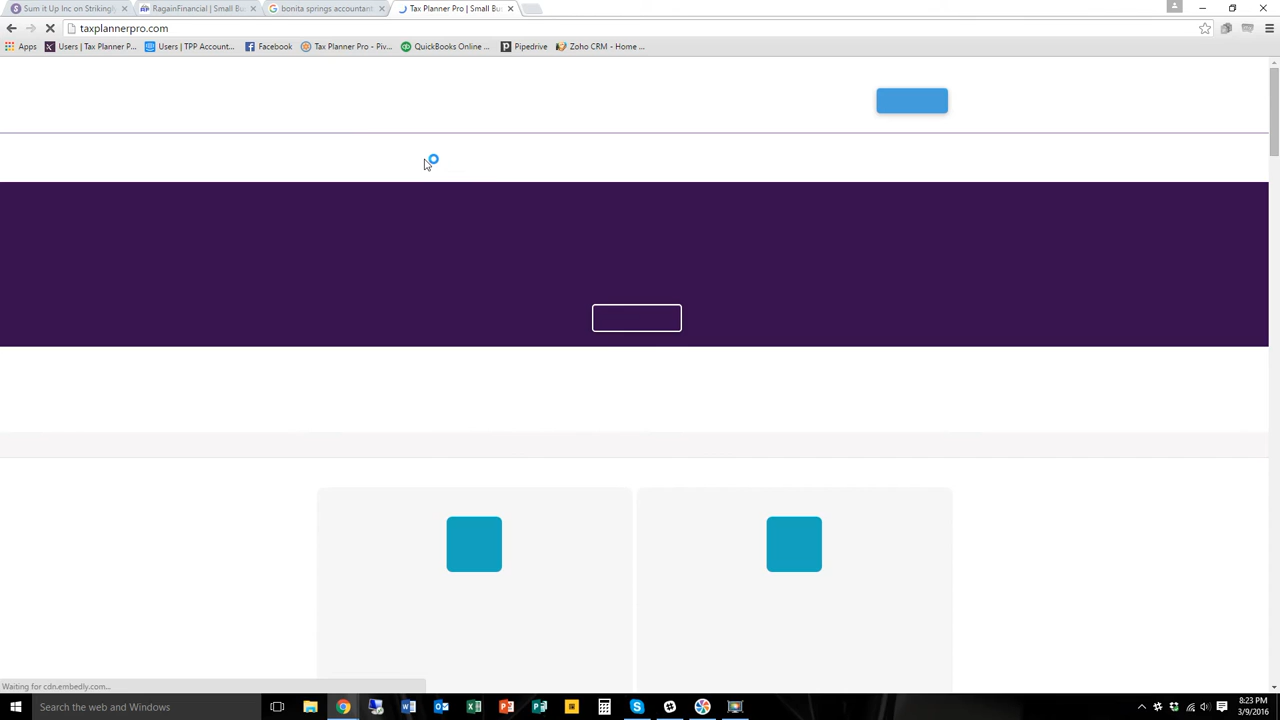 Sum it Up Inc on Strikingl
RagainFinancial | Small Bu
bonita springs accountant
Tax Planner Pro | Small Bu
taxplannerpro.com
Apps
Users | Tax Planner P...
Users | TPP Account...
Facebook
Tax Planner Pro - Piv...
QuickBooks Online ...
Pipedrive
Zoho CRM - Home ...
Waiting for cdn.embedly.com...
Search the web and Windows
8:23 PM
3/9/2016